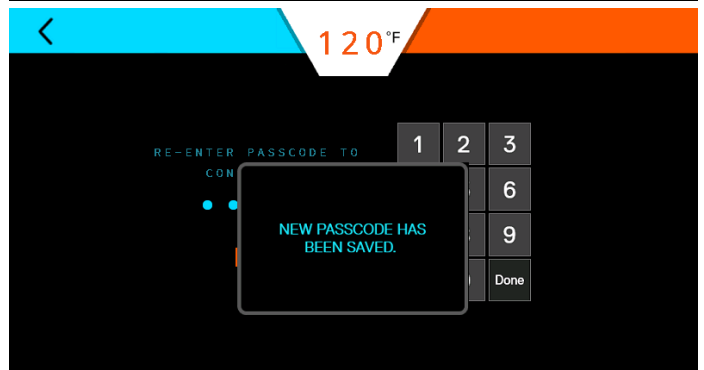 120°F
RE-ENTER PASSCODE TO
CON
1 2 3
6
9
Done
NEW PASSCODE HAS
BEEN SAVED.